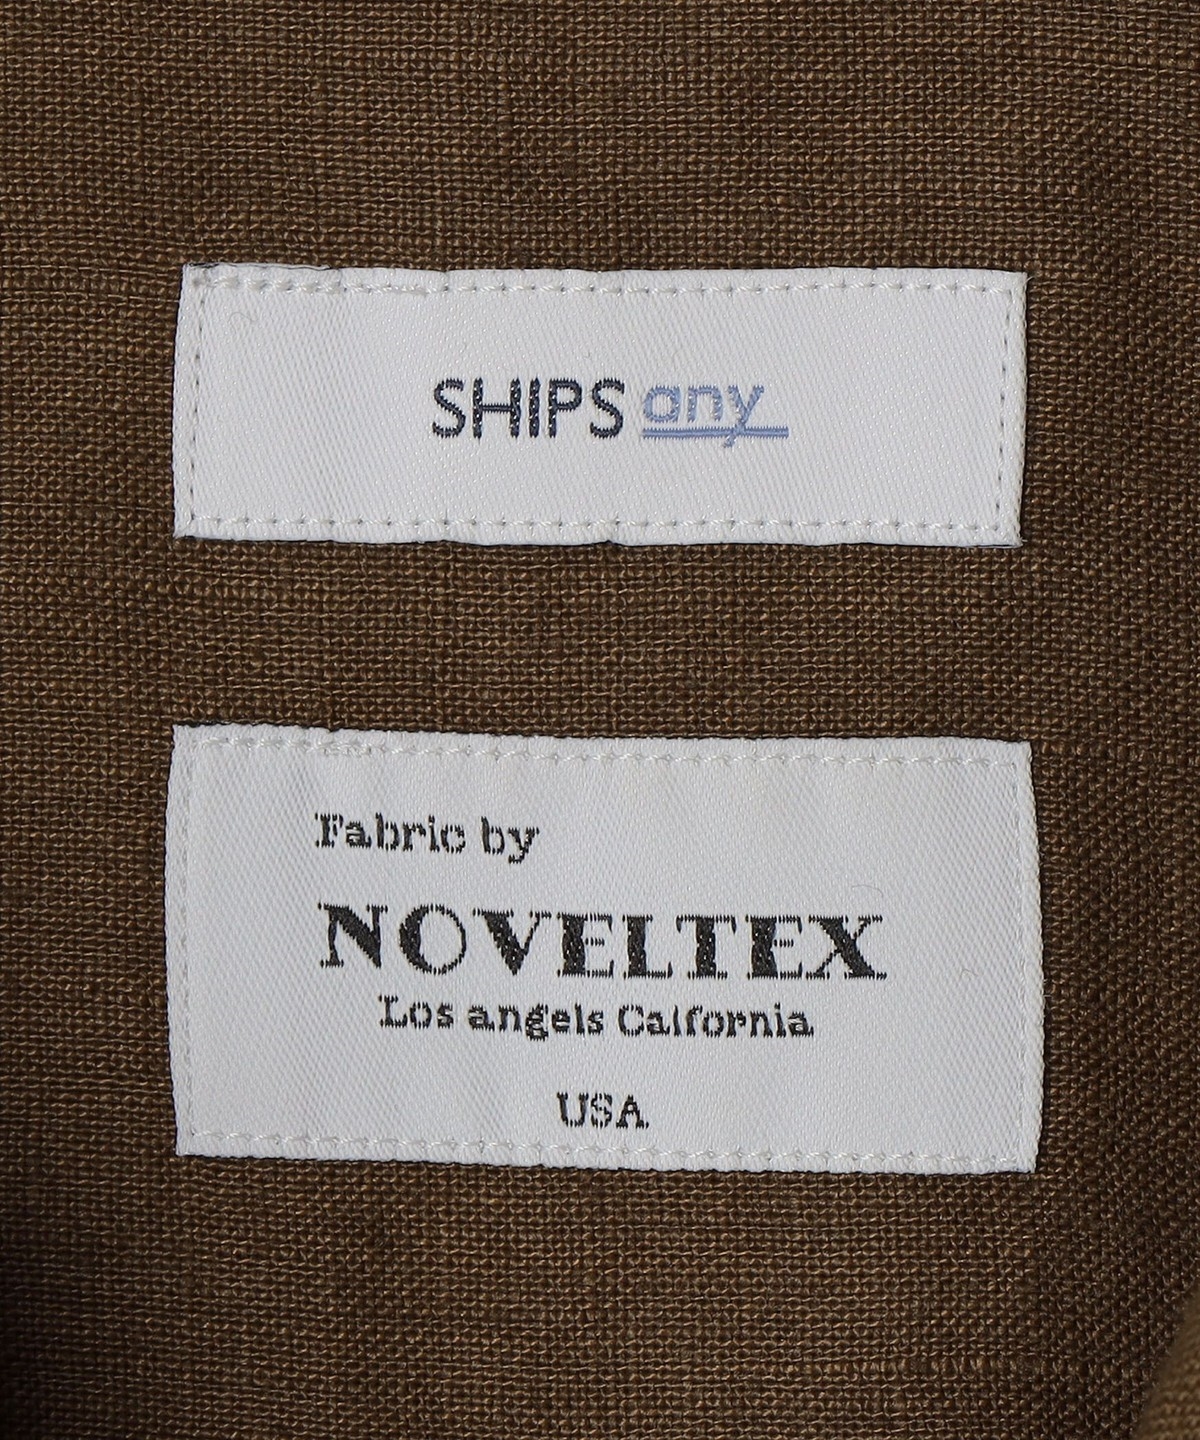 SHIPS any
Fabric by
NOVELTEX
Los angels Calfornia
USA